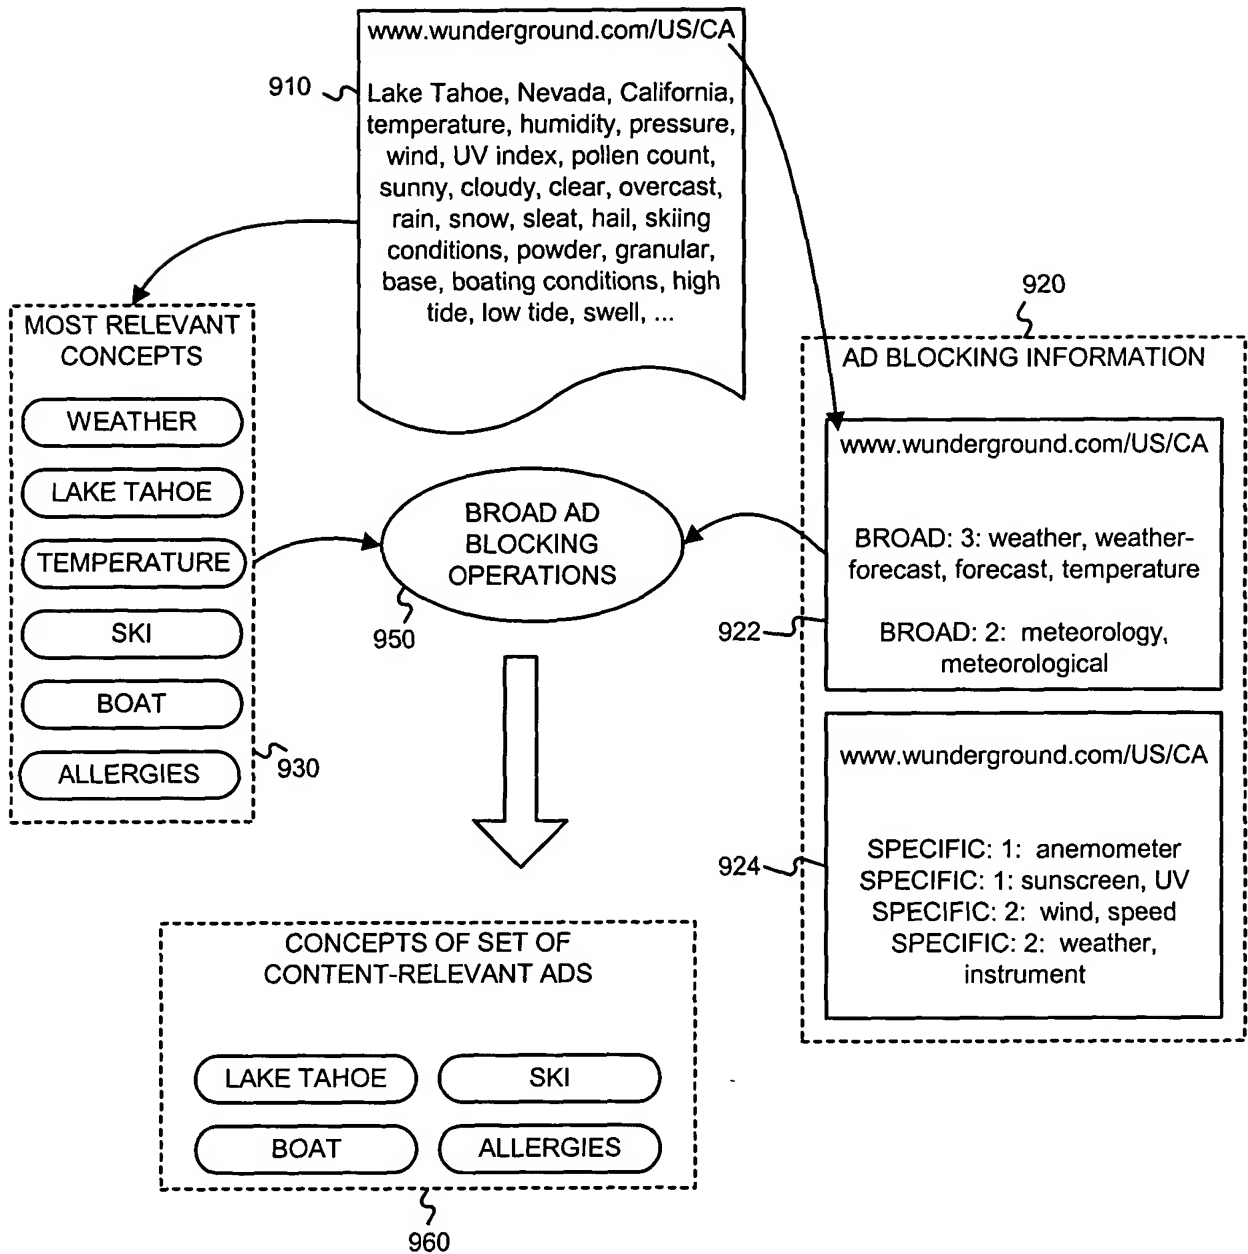 www.wunderground.com/US/CA
910
Lake Tahoe, Nevada, California,
temperature, humidity, pressure,
wind, UV index, pollen count,
sunny, cloudy, clear, overcast,
rain, snow, sleat, hail, skiing
conditions, powder, granular,
base, boating conditions, high
tide, low tide, swell, ...
MOST RELEVANT
CONCEPTS
WEATHER
LAKE TAHOE
TEMPERATURE
SKI
BOAT
ALLERGIES
930
BROAD AD
BLOCKING
OPERATIONS
950
920
AD BLOCKING INFORMATION
www.wunderground.com/US/CA
BROAD: 3: weather, weather-
forecast, forecast, temperature
922
BROAD: 2: meteorology,
meteorological
www.wunderground.com/US/CA
924
SPECIFIC: 1: anemometer
SPECIFIC: 1: sunscreen, UV
SPECIFIC: 2: wind, speed
SPECIFIC: 2: weather,
instrument
CONCEPTS OF SET OF
CONTENT-RELEVANT ADS
LAKE TAHOE
SKI
BOAT
ALLERGIES
960